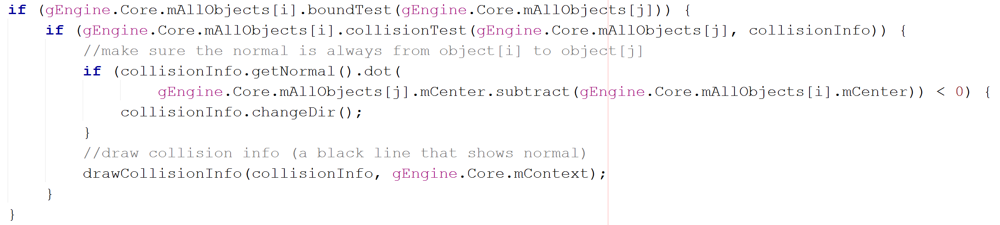 if (gEngine.Core.mAllObjects[i].boundTest(gEngine.Core.mAllObjects[j])) {
    if (gEngine.Core.mAllObjects[i].collisionTest(gEngine.Core.mAllObjects[j], collisionInfo)) {
        //make sure the normal is always from object[i] to object[j]
        if (collisionInfo.getNormal().dot(
                gEngine.Core.mAllObjects[j].mCenter.subtract(gEngine.Core.mAllObjects[i].mCenter)) < 0) {
            collisionInfo.changeDir();
        }
        //draw collision info (a black line that shows normal)
        drawCollisionInfo(collisionInfo, gEngine.Core.mContext);
    }
}